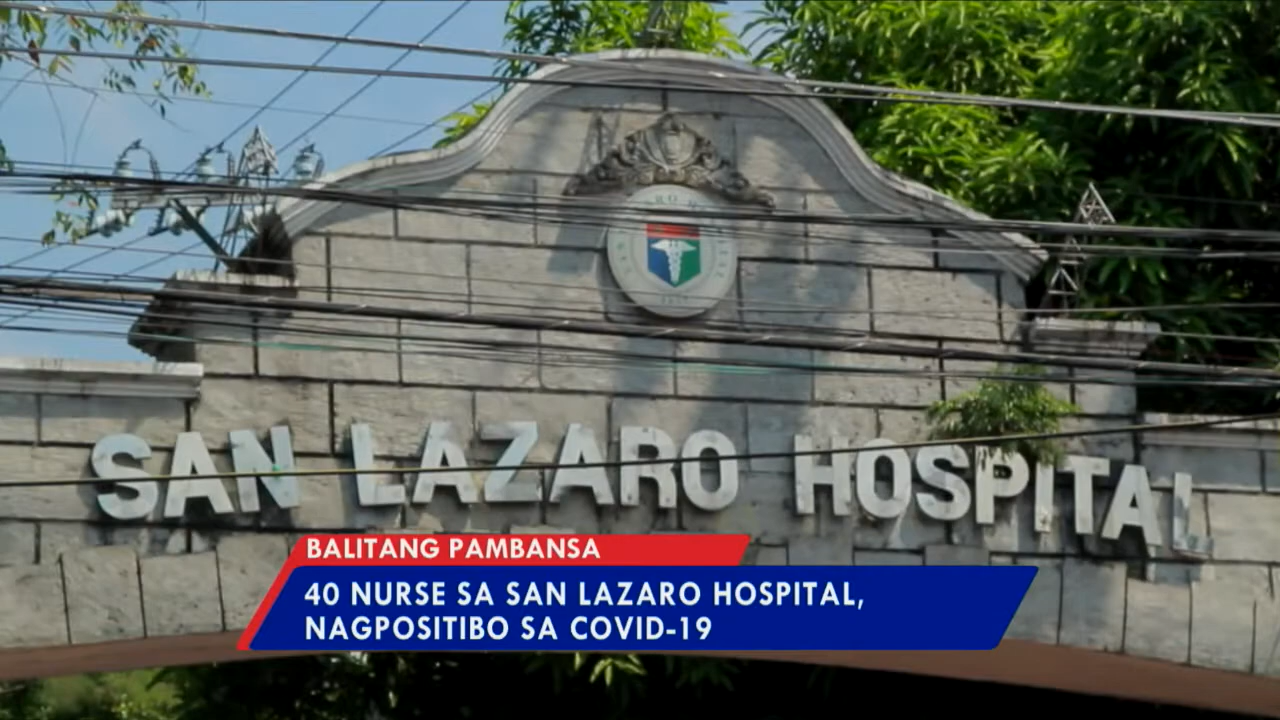 SAN LAZARO HOSPITAL
BALITANG PAMBANSA
40 NURSE SA SAN LAZARO HOSPITAL,
NAGPOSITIBO SA COVID-19